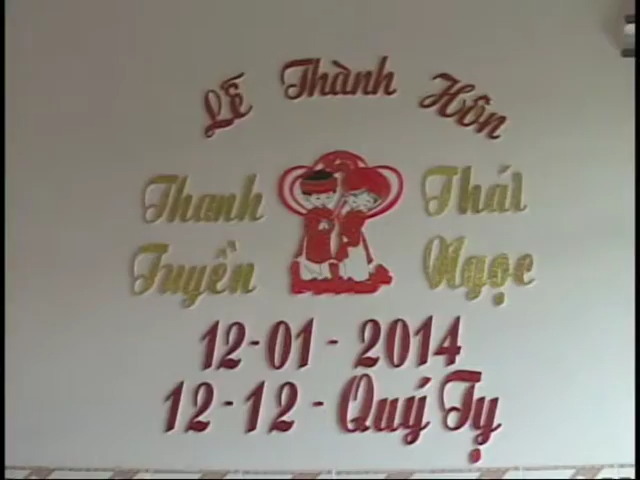 Lễ Thành Hôn
Thanh Thái
Tuyền Ngọc
12-01-2014
12-12-Quý Tỵ